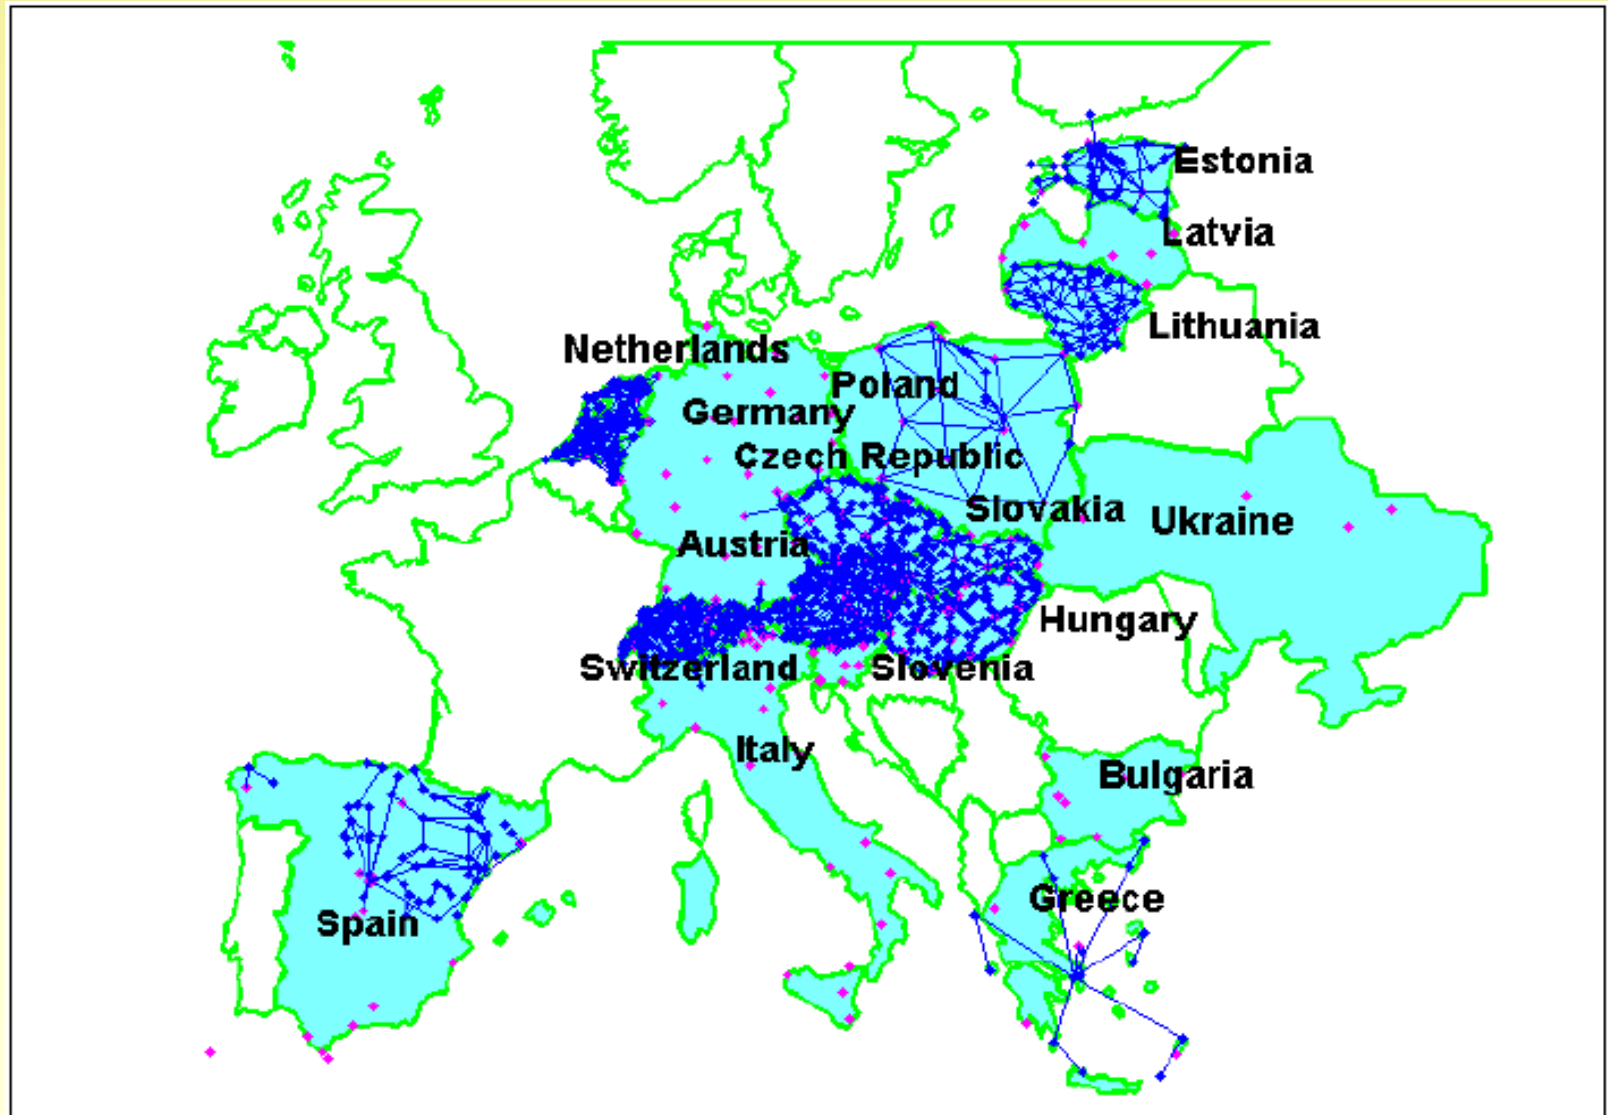 Estonia
Latvia
Lithuania
Netherlands
Poland
Germany
Czech Republic
Slovakia
Ukraine
Austria
Hungary
Switzerland
Slovenia
Italy
Bulgaria
Greece
Spain